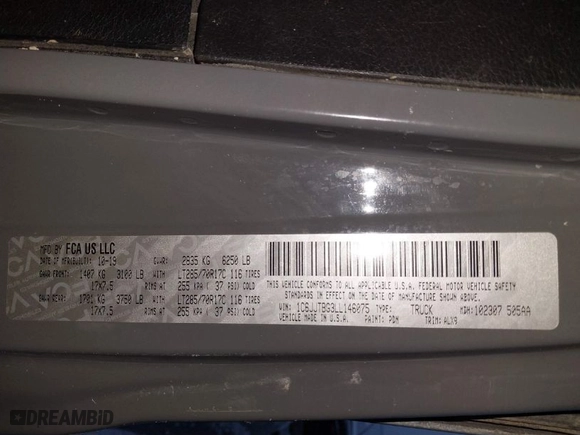 MFD BY FCA US LLC
DATE OF MFR 10-19 GVWR: 2835 KG 6250 LB
GAWR FRONT: 1407 KG 3100 LB WITH LT285/70R17C 116 TIRES
17X7.5 RIMS AT 255 KPA ( 37 PSI) COLD
GAWR REAR: 1701 KG 3750 LB WITH LT285/70R17C 116 TIRES
17X7.5 RIMS AT 255 KPA ( 37 PSI) COLD
THIS VEHICLE CONFORMS TO ALL APPLICABLE U.S.A. FEDERAL MOTOR VEHICLE SAFETY
STANDARDS IN EFFECT ON THE DATE OF MANUFACTURE SHOWN ABOVE.
VIN: 1C6JJTBG3LL146075 TYPE: TRUCK MDH: 102307 505AA
VEHICLE MADE IN U.S.A. PAINT: PDN TRIM: ALX9
DREAMBID